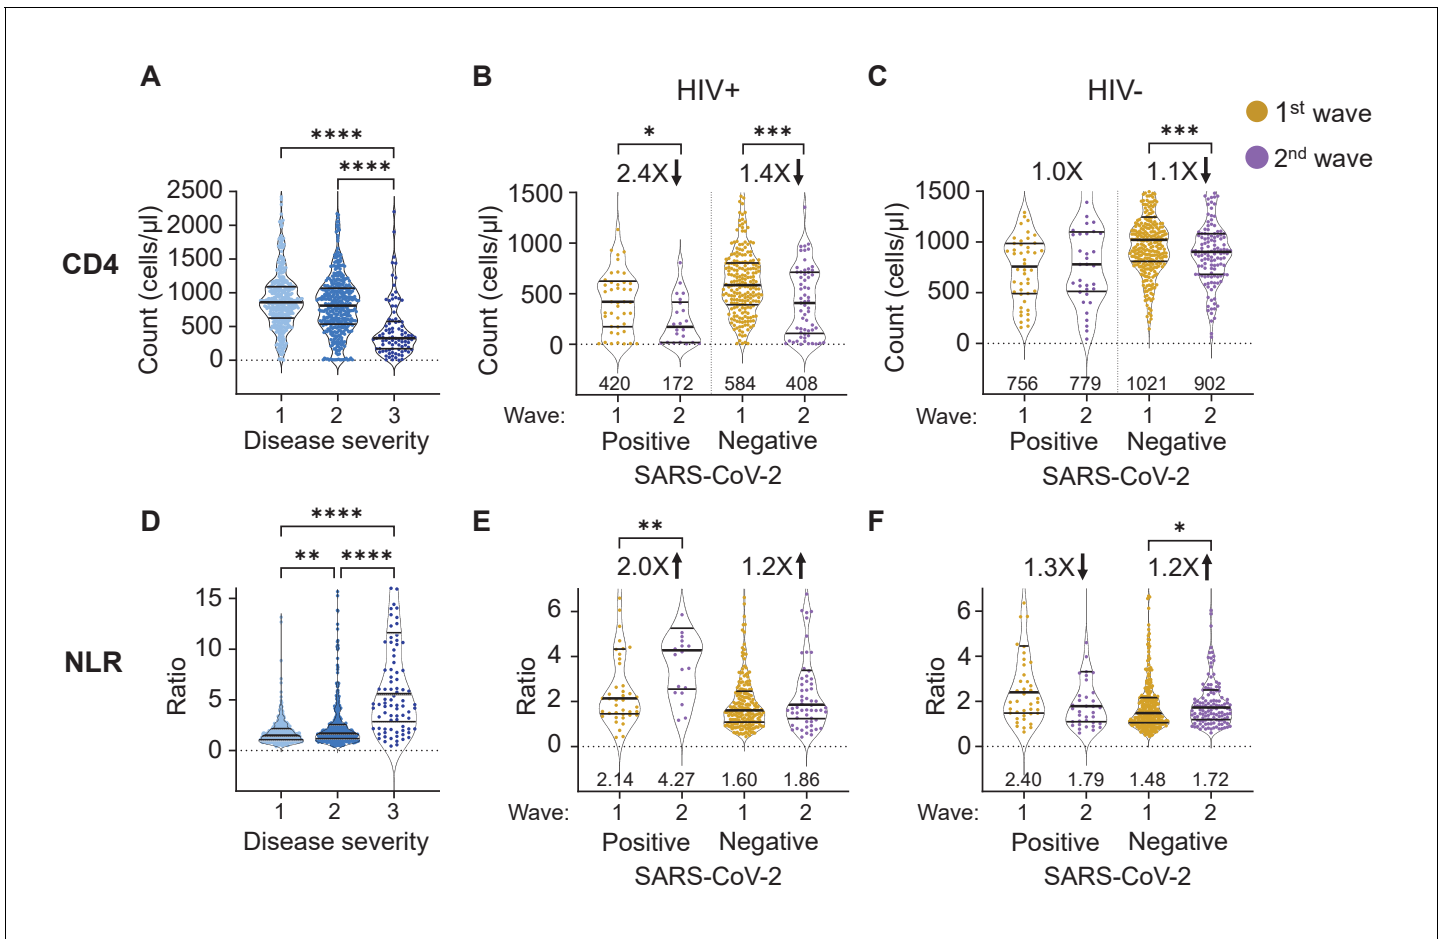 A
B
C
HIV+
HIV-
1st wave
2nd wave
****
****
*
***
***
2.4X
1.4X
1.0X
1.1X
CD4
Count (cells/µl)
2500
2000
1500
1000
500
0
1 2 3
Disease severity
Count (cells/µl)
1500
1000
500
0
420 172 584 408
Wave: 1 2 1 2
Positive Negative
SARS-CoV-2
Count (cells/µl)
1500
1000
500
0
756 779 1021 902
Wave: 1 2 1 2
Positive Negative
SARS-CoV-2
D
E
F
****
** ****
**
*
2.0X
1.2X
1.3X
1.2X
NLR
Ratio
15
10
5
0
1 2 3
Disease severity
Ratio
6
4
2
0
2.14 4.27 1.60 1.86
Wave: 1 2 1 2
Positive Negative
SARS-CoV-2
Ratio
6
4
2
0
2.40 1.79 1.48 1.72
Wave: 1 2 1 2
Positive Negative
SARS-CoV-2